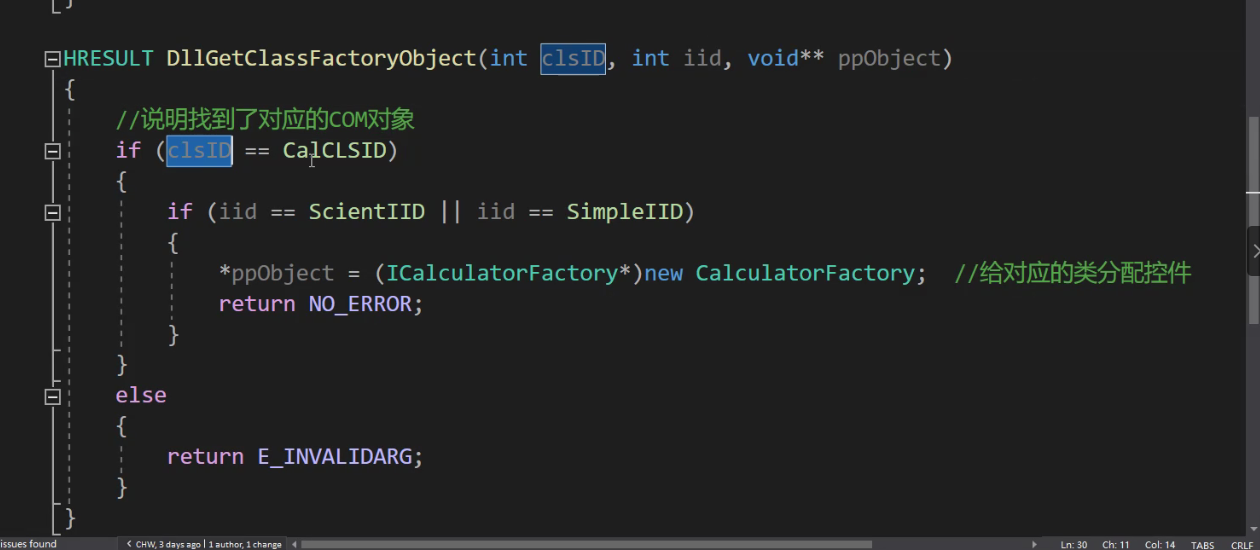 }
HRESULT DllGetClassFactoryObject(int clsID, int iid, void** ppObject)
{
//说明找到了对应的COM对象
if (clsID == CalCLSID)
{
if (iid == ScientIID || iid == SimpleIID)
{
*ppObject = (ICalculatorFactory*)new CalculatorFactory;  //给对应的类分配控件
return NO_ERROR;
}
}
else
{
return E_INVALIDARG;
}
}
issues found
CHW, 3 days ago | 1 author, 1 change
Ln: 30 Ch: 11 Col: 14 TABS CRLF